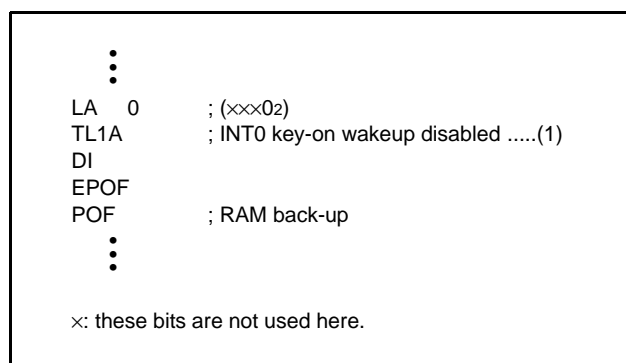 LA 0 ; (×××0₂)
TL1A ; INT0 key-on wakeup disabled .....(1)
DI
EPOF
POF ; RAM back-up
×: these bits are not used here.